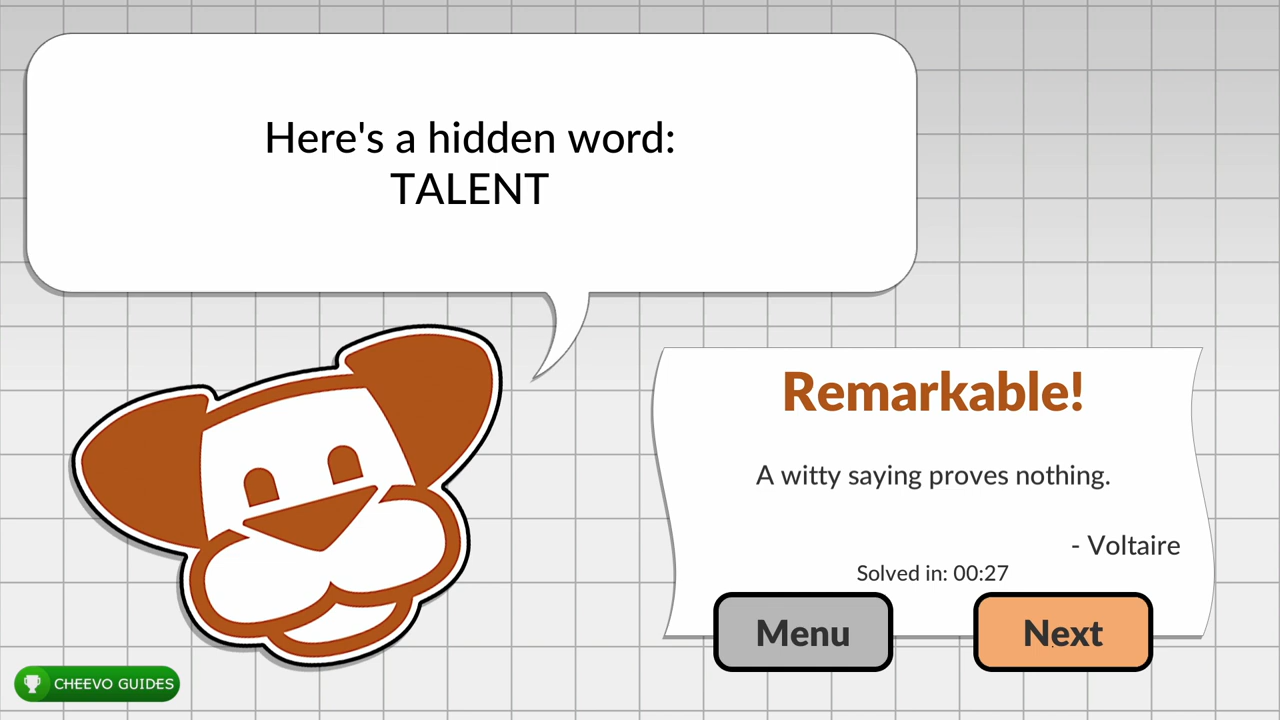 Here's a hidden word:
TALENT
Remarkable!
A witty saying proves nothing.
- Voltaire
Solved in: 00:27
Menu
Next
CHEEVO GUIDES